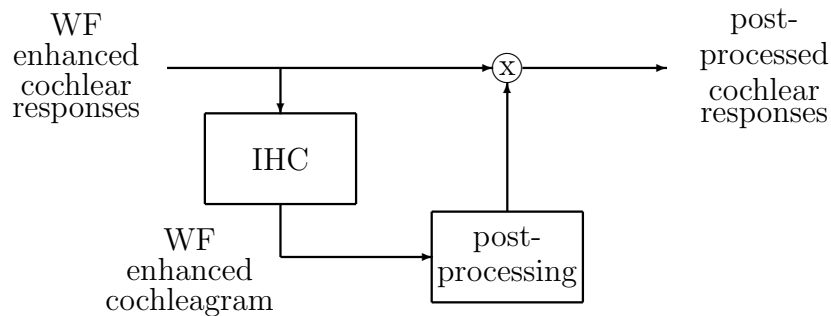 WF
enhanced
cochlear
responses
x
post-
processed
cochlear
responses
IHC
WF
enhanced
cochleagram
post-
processing